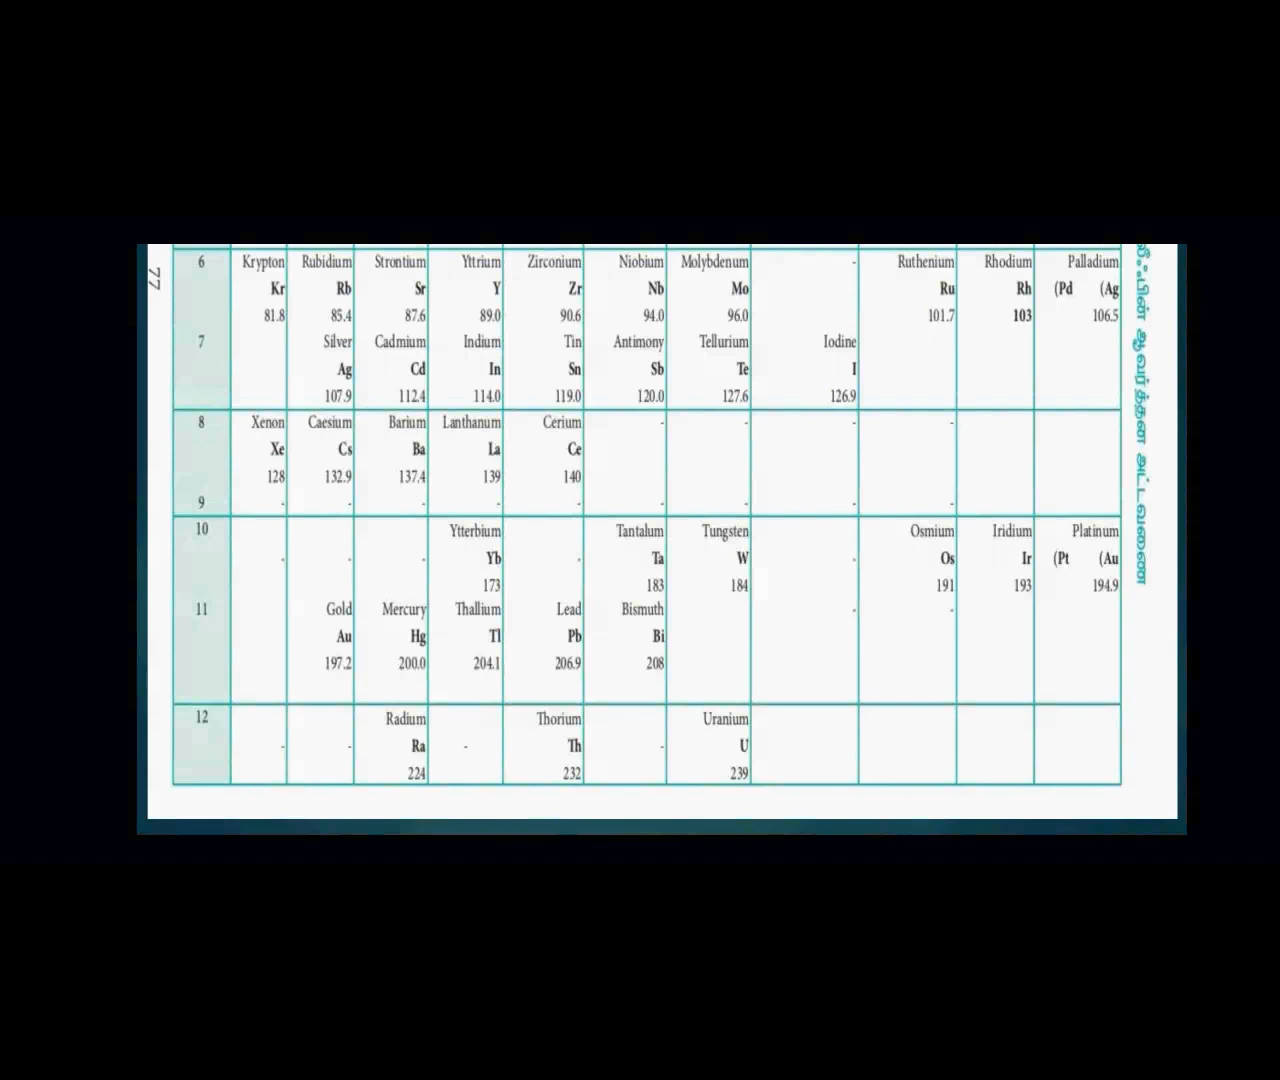 6 Krypton Rubidium Strontium Yttrium Zirconium Niobium Molybdenum - Ruthenium Rhodium Palladium
Kr Rb Sr Y Zr Nb Mo Ru Rh (Pd (Ag
81.8 85.4 87.6 89.0 90.6 94.0 96.0 101.7 103 106.5
7 Silver Cadmium Indium Tin Antimony Tellurium Iodine
Ag Cd In Sn Sb Te I
107.9 112.4 114.0 119.0 120.0 127.6 126.9
8 Xenon Caesium Barium Lanthanum Cerium - - - -
Xe Cs Ba La Ce
128 132.9 137.4 139 140
9 - - - - - - - - -
10 Ytterbium Tantalum Tungsten Osmium Iridium Platinum
- - - Yb - Ta W - Os Ir (Pt (Au
173 183 184 191 193 194.9
11 Gold Mercury Thallium Lead Bismuth - -
Au Hg Tl Pb Bi
197.2 200.0 204.1 206.9 208
12 Radium Thorium Uranium
- - Ra - Th - U
224 232 239
77
ஆவர்த்தன அட்டவணை